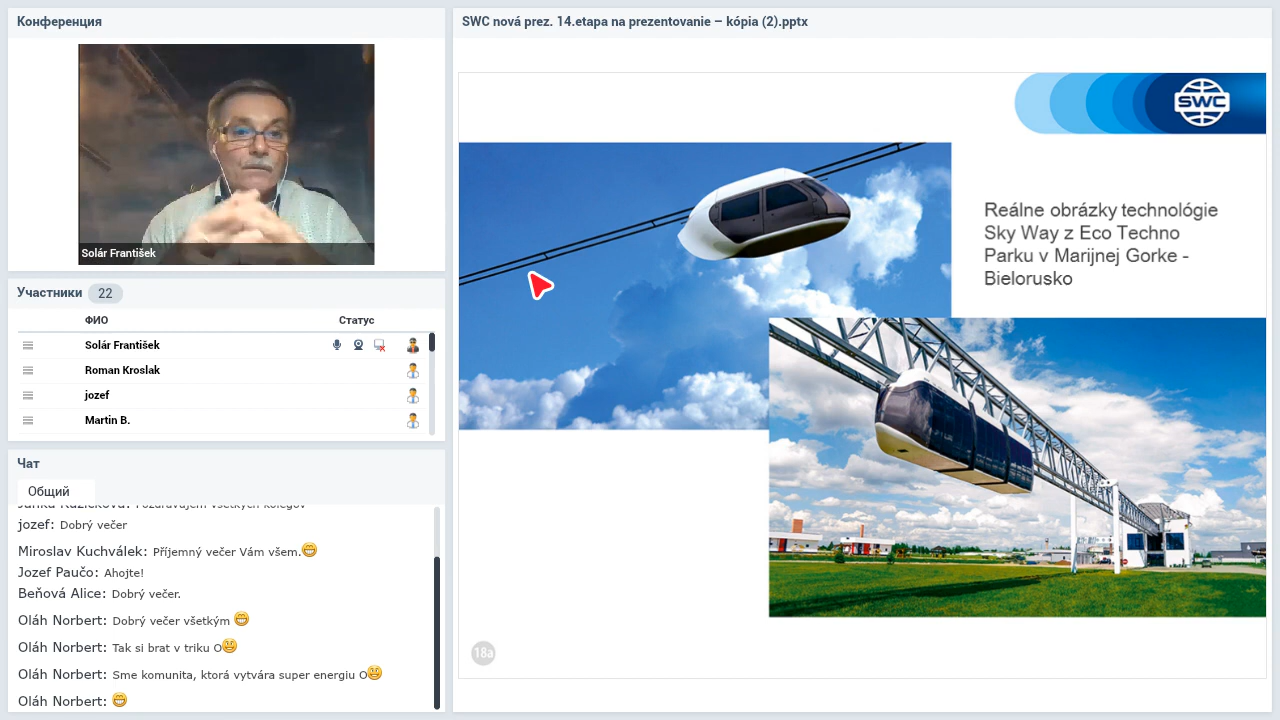 Конференция
Solár František
Участники 22
ФИО Статус
Solár František
Roman Kroslak
jozef
Martin B.
Чат
Общий
jozef: Dobrý večer
Miroslav Kuchválek: Příjemný večer Vám všem.
Jozef Paučo: Ahojte!
Beňová Alice: Dobrý večer.
Oláh Norbert: Dobrý večer všetkým
Oláh Norbert: Tak si brat v triku O
Oláh Norbert: Sme komunita, ktorá vytvára super energiu O
Oláh Norbert:
SWC nová prez. 14.etapa na prezentovanie – kópia (2).pptx
SWC
Reálne obrázky technológie
Sky Way z Eco Techno
Parku v Marijnej Gorke -
Bielorusko
18a